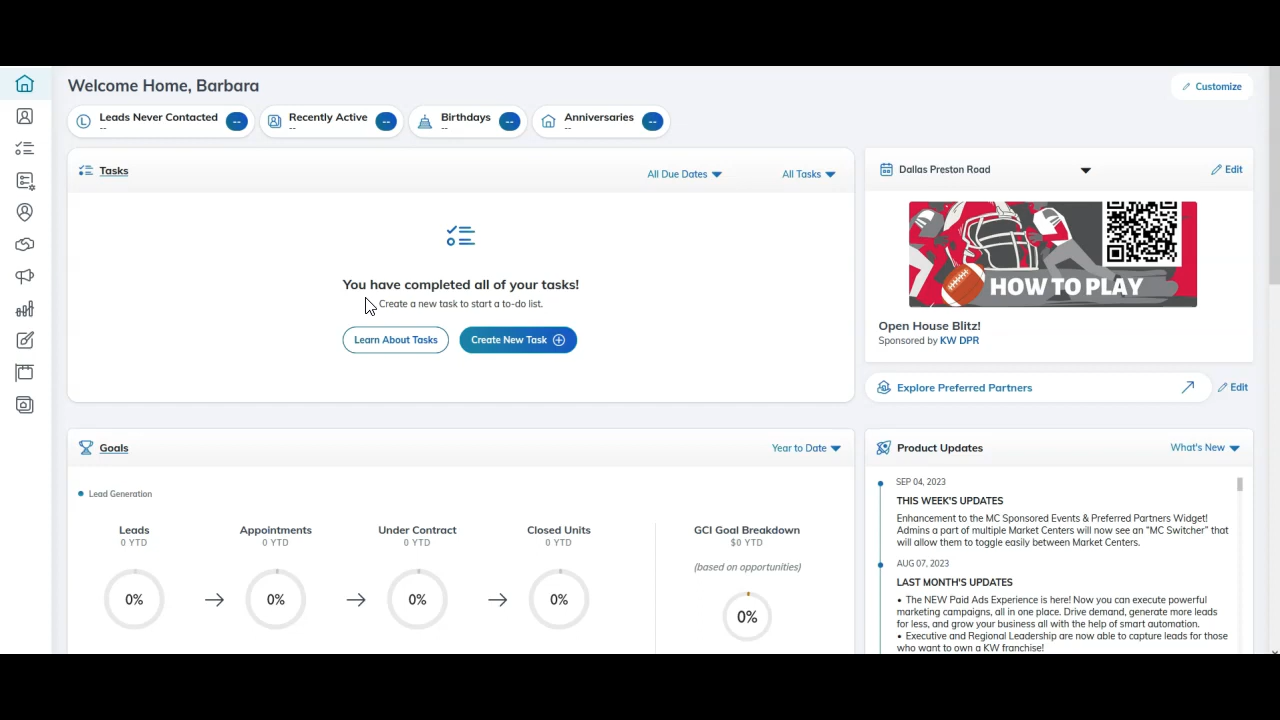 Welcome Home, Barbara
Customize
L Leads Never Contacted
--
--
Recently Active
--
--
Birthdays
--
--
Anniversaries
--
--
Tasks
All Due Dates
All Tasks
You have completed all of your tasks!
Create a new task to start a to-do list.
Learn About Tasks
Create New Task
Dallas Preston Road
Edit
HOW TO PLAY
Open House Blitz!
Sponsored by KW DPR
Explore Preferred Partners
Edit
Goals
Year to Date
Lead Generation
Leads
0 YTD
0%
Appointments
0 YTD
0%
Under Contract
0 YTD
0%
Closed Units
0 YTD
0%
GCI Goal Breakdown
$0 YTD
(based on opportunities)
0%
Product Updates
What's New
SEP 04, 2023
THIS WEEK'S UPDATES
Enhancement to the MC Sponsored Events & Preferred Partners Widget!
Admins a part of multiple Market Centers will now see an "MC Switcher" that
will allow them to toggle easily between Market Centers.
AUG 07, 2023
LAST MONTH'S UPDATES
• The NEW Paid Ads Experience is here! Now you can execute powerful
marketing campaigns, all in one place. Drive demand, generate more leads
for less, and grow your business all with the help of smart automation.
• Executive and Regional Leadership are now able to capture leads for those
who want to own a KW franchise!